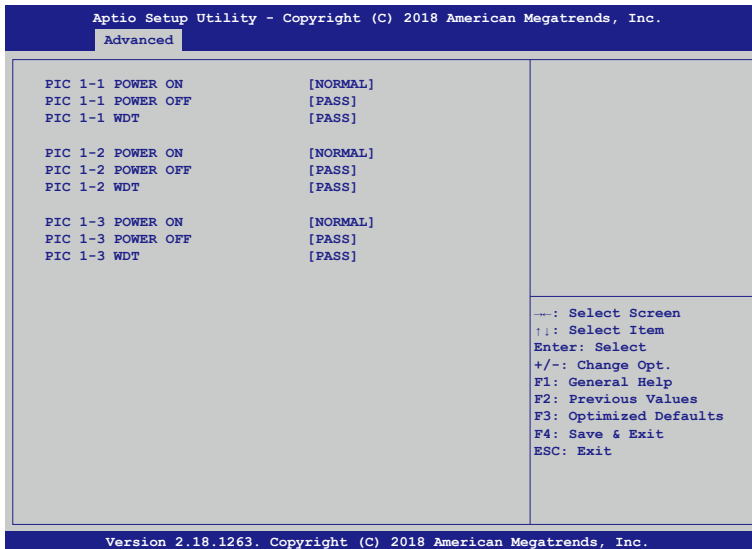 Aptio Setup Utility - Copyright (C) 2018 American Megatrends, Inc.
Advanced
PIC 1-1 POWER ON [NORMAL]
PIC 1-1 POWER OFF [PASS]
PIC 1-1 WDT [PASS]
PIC 1-2 POWER ON [NORMAL]
PIC 1-2 POWER OFF [PASS]
PIC 1-2 WDT [PASS]
PIC 1-3 POWER ON [NORMAL]
PIC 1-3 POWER OFF [PASS]
PIC 1-3 WDT [PASS]
→←: Select Screen
↑↓: Select Item
Enter: Select
+/-: Change Opt.
F1: General Help
F2: Previous Values
F3: Optimized Defaults
F4: Save & Exit
ESC: Exit
Version 2.18.1263. Copyright (C) 2018 American Megatrends, Inc.